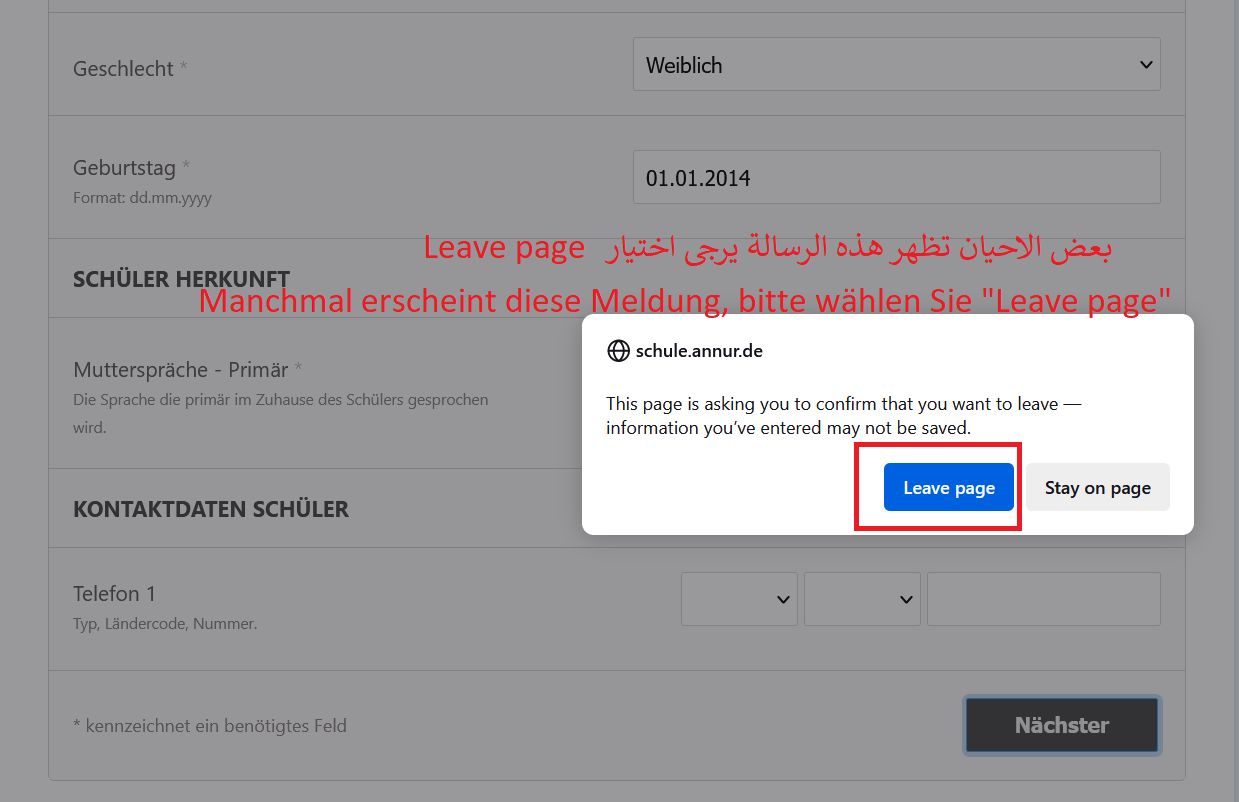 Geschlecht *
Weiblich
Geburtstag *
01.01.2014
Format: dd.mm.yyyy
بعض الاحيان تظهر هذه الرسالة يرجى اختيار Leave page
SCHÜLER HERKUNFT
Manchmal erscheint diese Meldung, bitte wählen Sie "Leave page"
schule.annur.de
Mutterspräche - Primär *
Die Sprache die primär im Zuhause des Schülers gesprochen
wird.
This page is asking you to confirm that you want to leave —
information you've entered may not be saved.
Leave page
Stay on page
KONTAKTDATEN SCHÜLER
Telefon 1
Typ, Ländercode, Nummer.
* kennzeichnet ein benötigtes Feld
Nächster